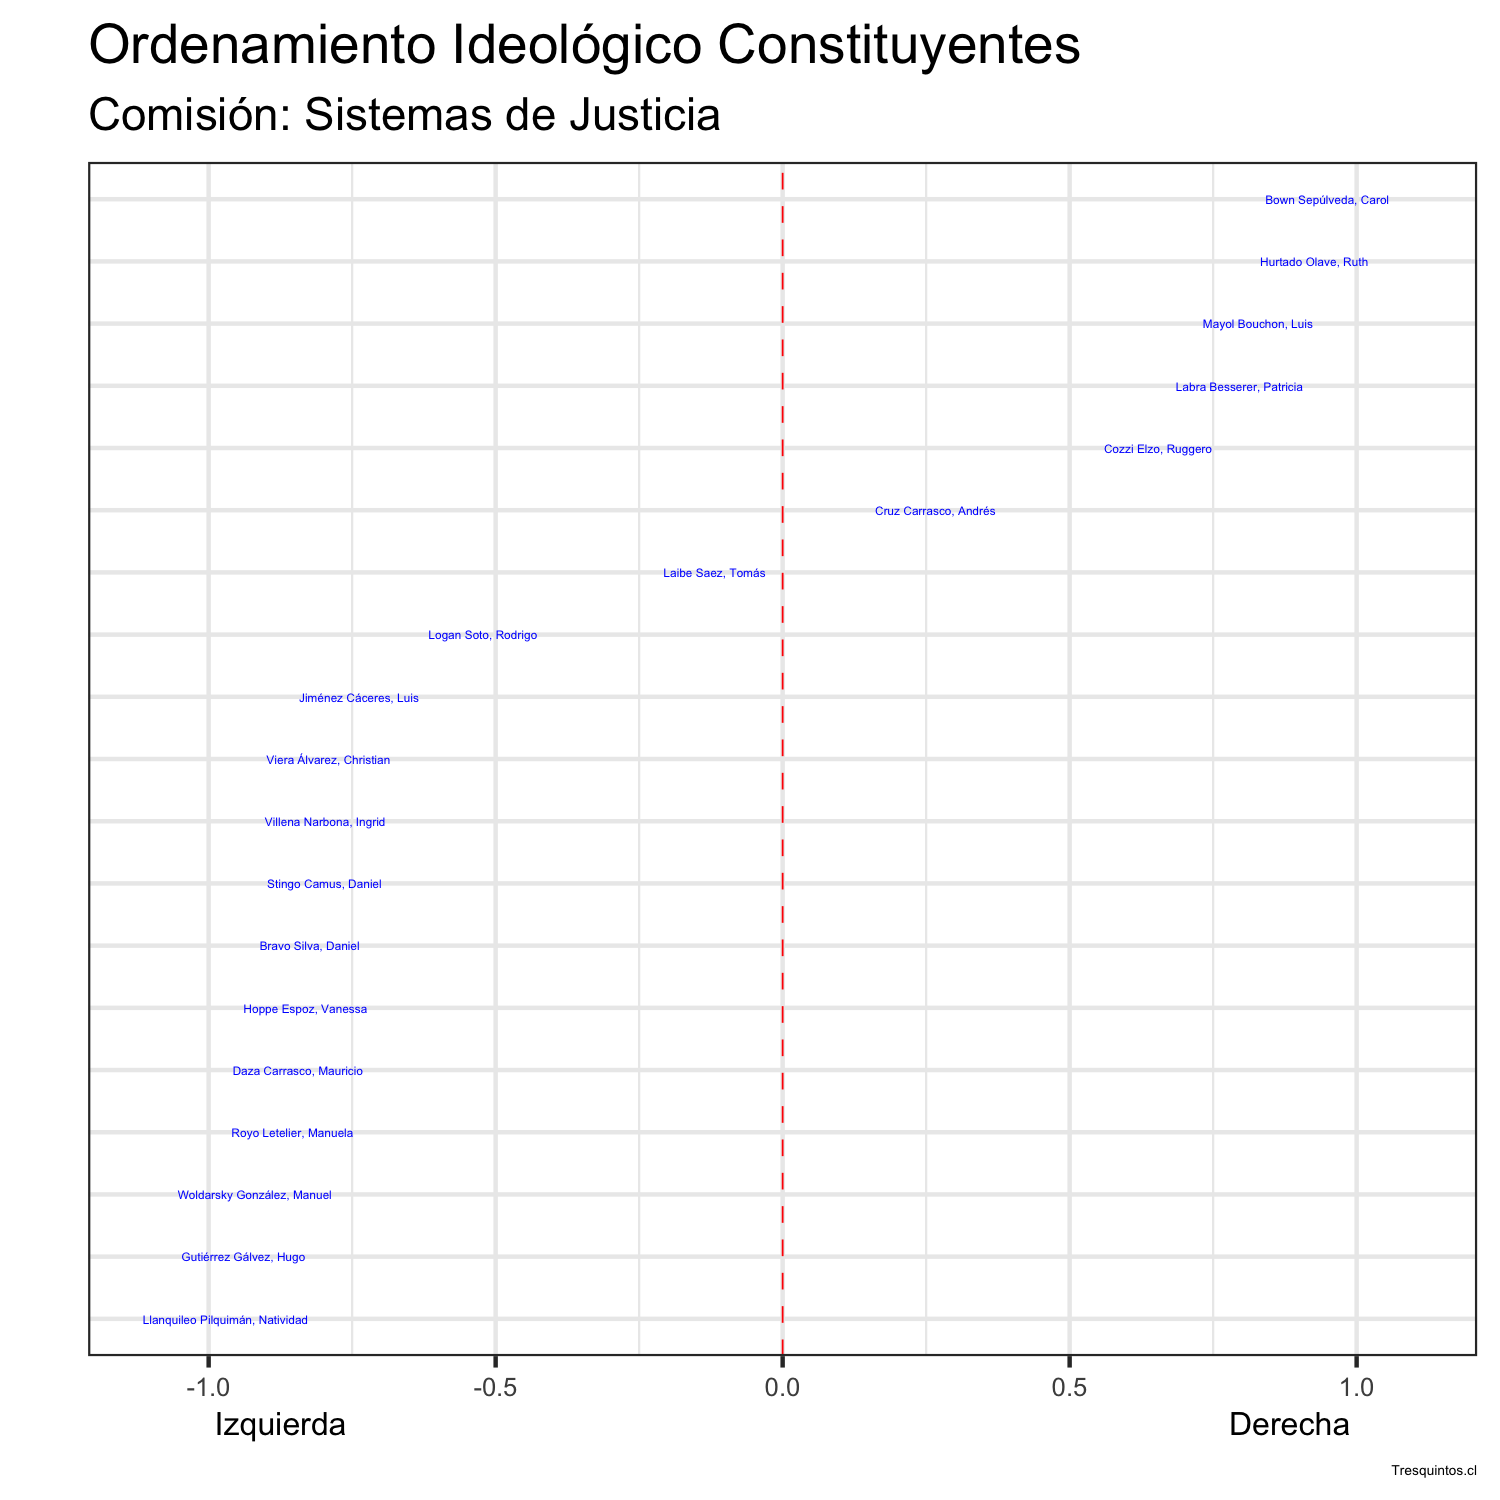 Ordenamiento Ideológico Constituyentes
Comisión: Sistemas de Justicia
Bown Sepúlveda, Carol
Hurtado Olave, Ruth
Mayol Bouchon, Luis
Labra Besserer, Patricia
Cozzi Elzo, Ruggero
Cruz Carrasco, Andrés
Laibe Saez, Tomás
Logan Soto, Rodrigo
Jiménez Cáceres, Luis
Viera Álvarez, Christian
Villena Narbona, Ingrid
Stingo Camus, Daniel
Bravo Silva, Daniel
Hoppe Espoz, Vanessa
Daza Carrasco, Mauricio
Royo Letelier, Manuela
Woldarsky González, Manuel
Gutiérrez Gálvez, Hugo
Llanquileo Pilquimán, Natividad
-1.0 -0.5 0.0 0.5 1.0
Izquierda Derecha
Tresquintos.cl